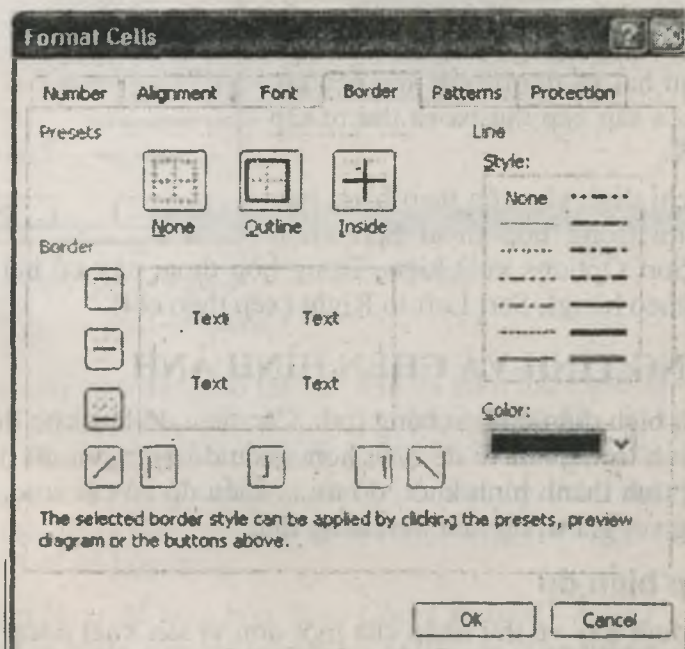 Format Cells
Number Alignment Font Border Patterns Protection
Presets
None Outline Inside
Line
Style:
None
Border
Text Text
Text Text
Color:
The selected border style can be applied by clicking the presets, preview
diagram or the buttons above.
OK Cancel